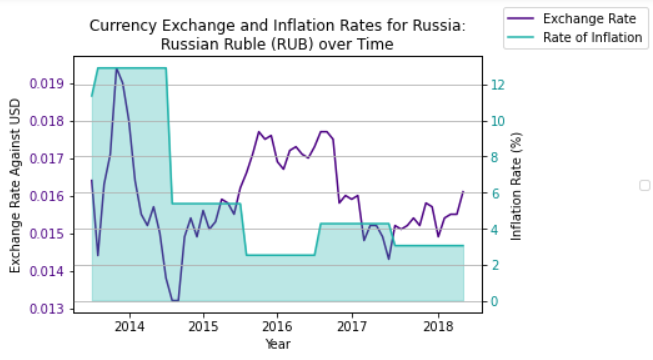 Currency Exchange and Inflation Rates for Russia:
Russian Ruble (RUB) over Time
Exchange Rate
Rate of Inflation
Exchange Rate Against USD
0.019
0.018
0.017
0.016
0.015
0.014
0.013
12
10
8
6
4
2
0
Inflation Rate (%)
2014 2015 2016 2017 2018
Year